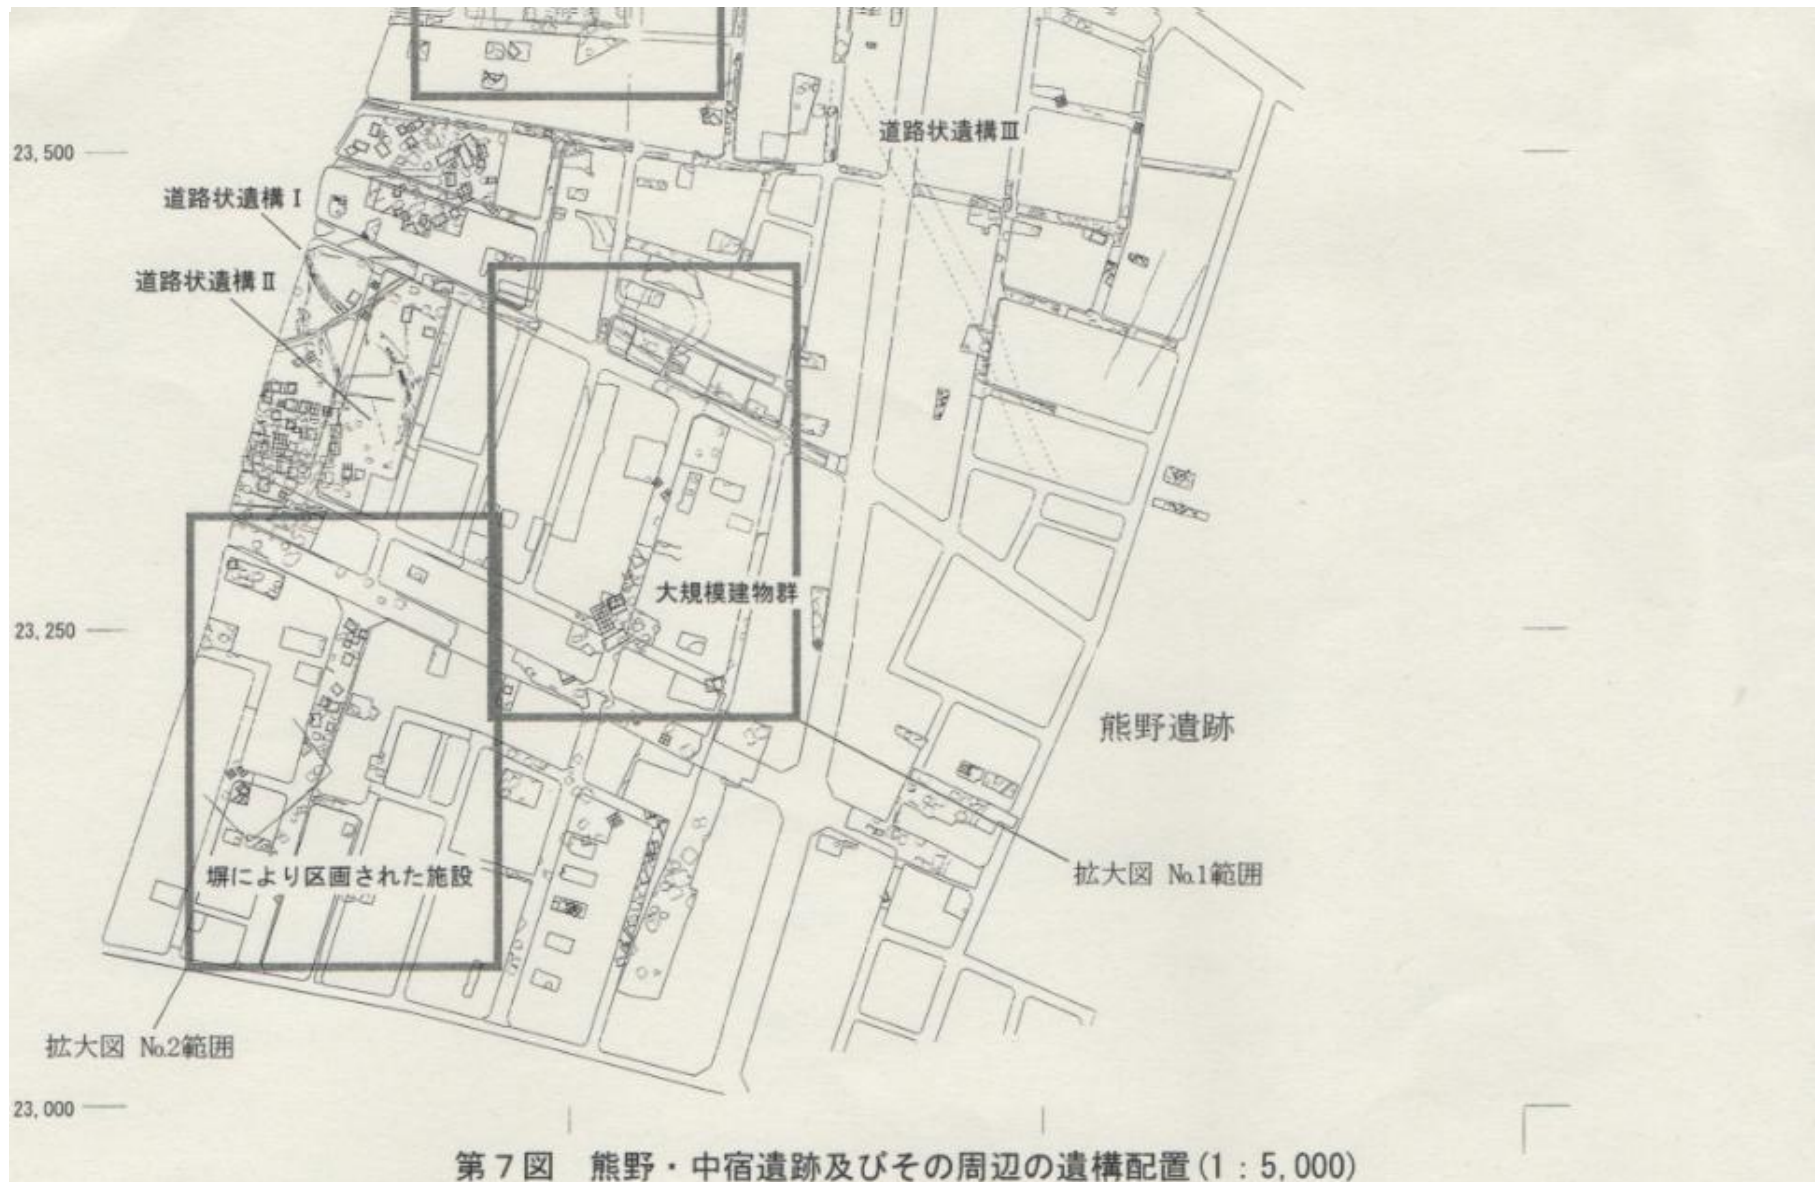 道路状遺構Ⅲ
23,500
道路状遺構Ⅰ
道路状遺構Ⅱ
大規模建物群
23,250
熊野遺跡
拡大図 №1範囲
塀により区画された施設
拡大図 №2範囲
23,000
第7図 熊野・中宿遺跡及びその周辺の遺構配置(1:5,000)